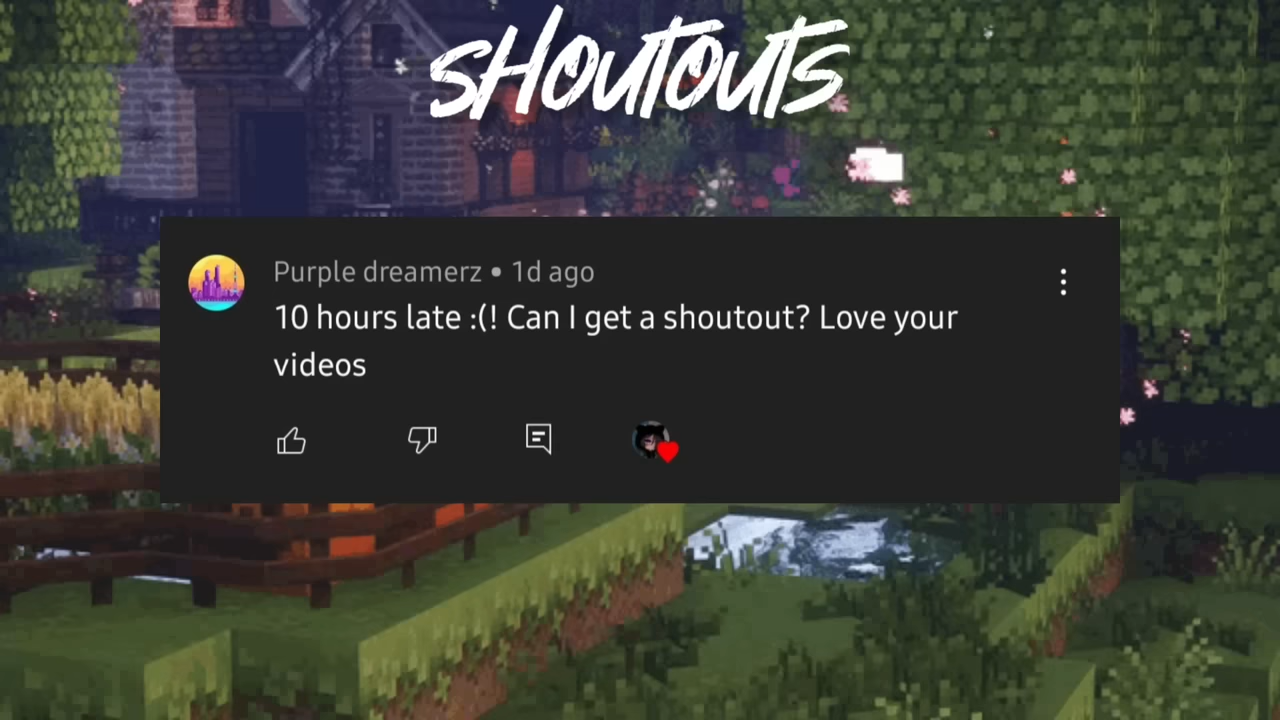 SHOUTOUTS
Purple dreamerz • 1d ago
10 hours late :(! Can I get a shoutout? Love your
videos